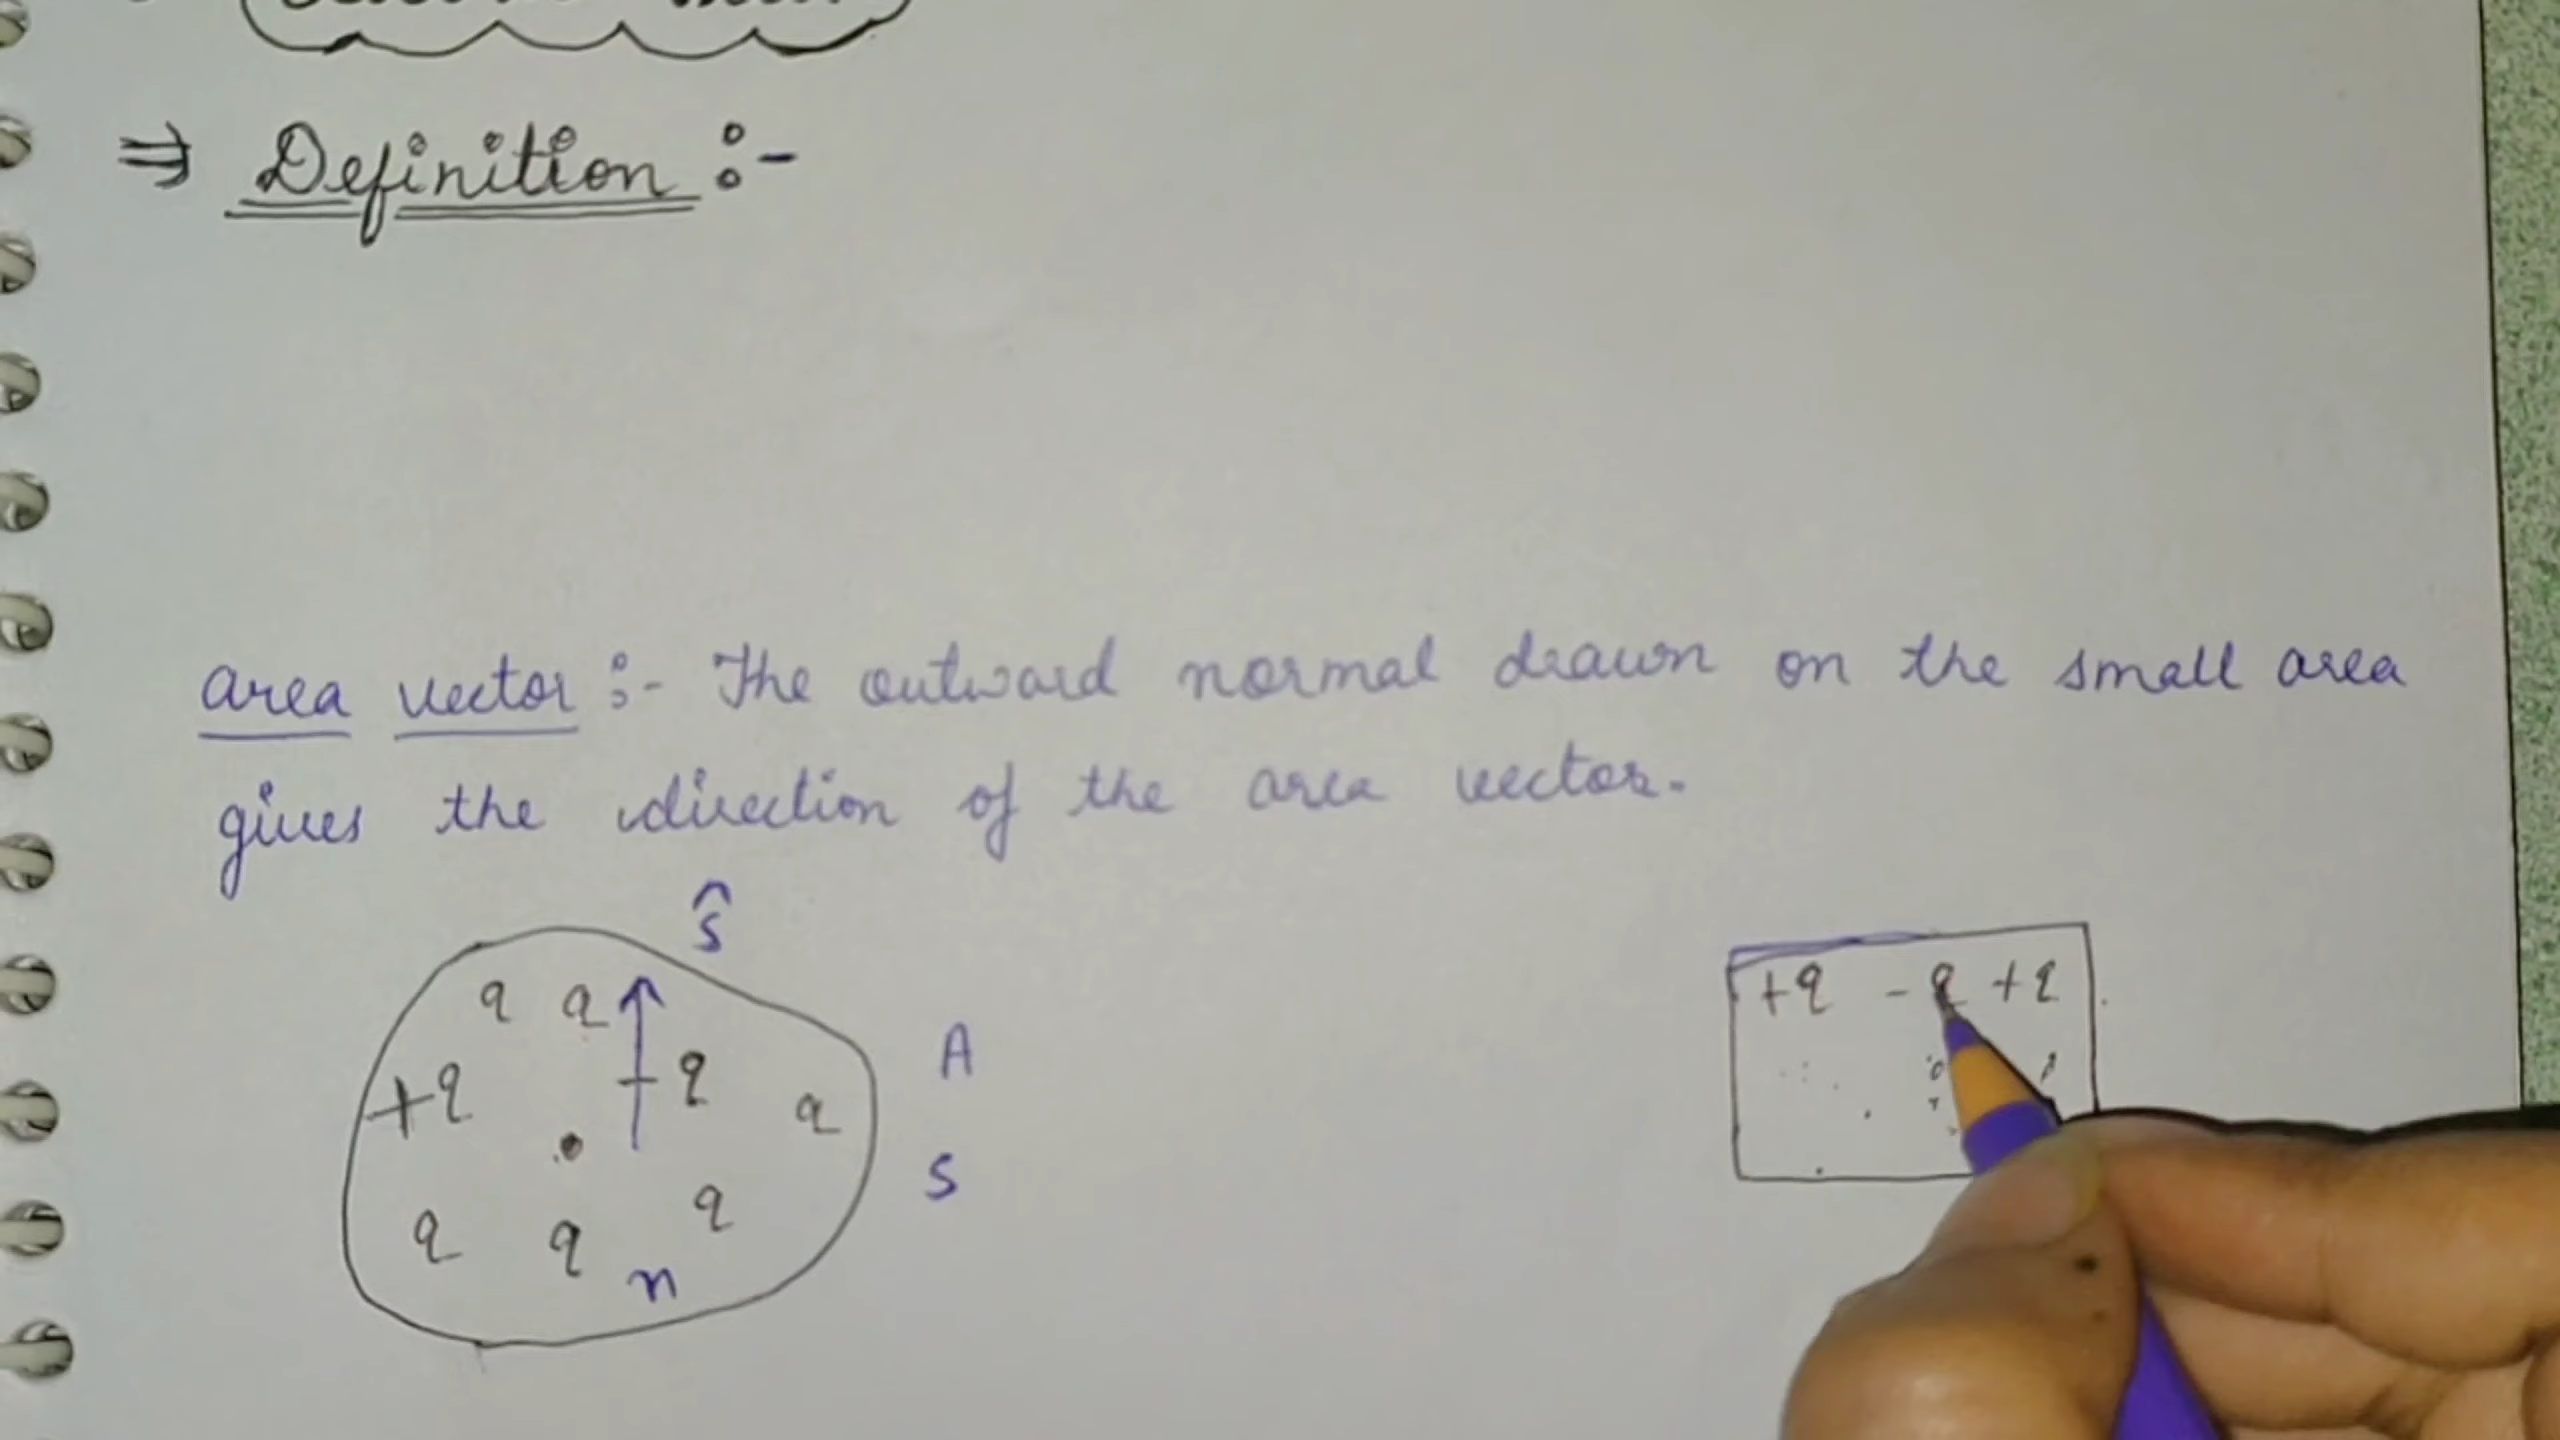 ⇒ Definition :-
area vector :- The outward normal drawn on the small area
gives the direction of the area vector.
ŝ
q q
+q - q q
q q q
n
A
S
+q - q + q